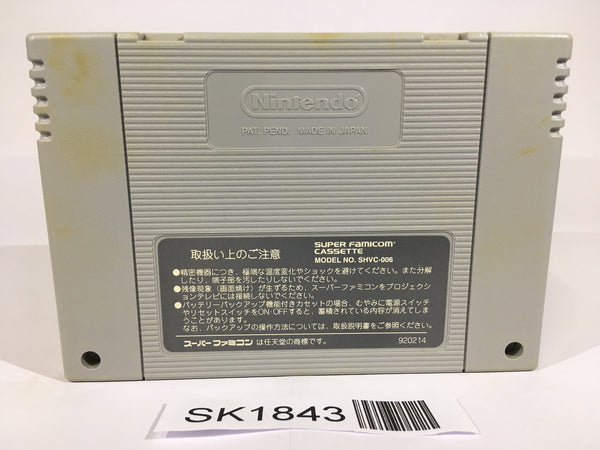 Nintendo
PAT. PEND. MADE IN JAPAN
取扱い上のご注意
SUPER FAMICOM
CASSETTE
MODEL NO. SHVC-006
●精密機器につき、極端な温度変化やショックを避けてください。また分解
したり、端子部を汚したりしないでください。
●残像現象(画面焼け)が生ずるため、スーパーファミコンをプロジェクシ
ョンテレビには接続しないでください。
●バッテリーバックアップ機能付きカセットの場合、むやみに電源スイッチ
やリセットスイッチをON・OFFすると、蓄積されている内容が消えてしま
うことがあります。
なお、バックアップの操作方法については、取扱説明書をご参照ください。
スーパーファミコン は任天堂の商標です。
920214
SK1843